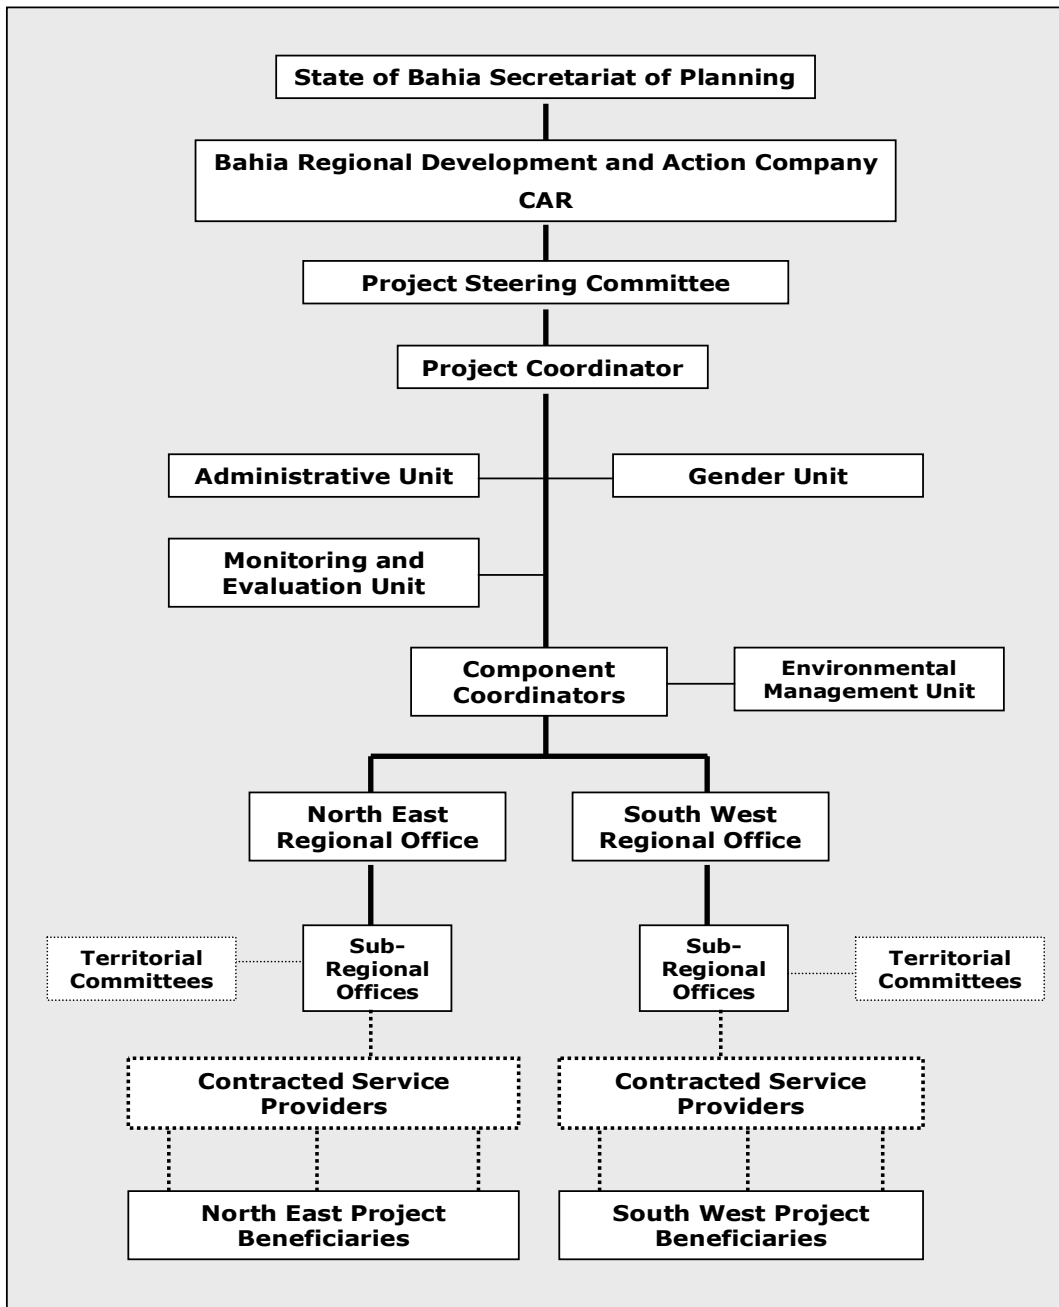 State of Bahia Secretariat of Planning
Bahia Regional Development and Action Company
CAR
Project Steering Committee
Project Coordinator
Administrative Unit
Gender Unit
Monitoring and
Evaluation Unit
Component
Coordinators
Environmental
Management Unit
North East
Regional Office
South West
Regional Office
Territorial
Committees
Sub-
Regional
Offices
Sub-
Regional
Offices
Territorial
Committees
Contracted Service
Providers
Contracted Service
Providers
North East Project
Beneficiaries
South West Project
Beneficiaries